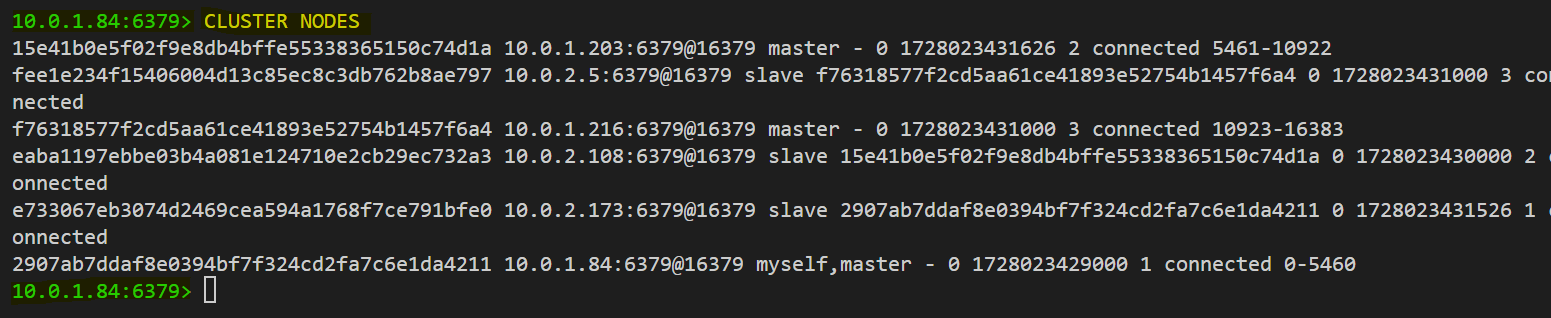 10.0.1.84:6379> CLUSTER NODES
15e41b0e5f02f9e8db4bffe55338365150c74d1a 10.0.1.203:6379@16379 master - 0 1728023431626 2 connected 5461-10922
fee1e234f15406004d13c85ec8c3db762b8ae797 10.0.2.5:6379@16379 slave f76318577f2cd5aa61ce41893e52754b1457f6a4 0 1728023431000 3 con
nected
f76318577f2cd5aa61ce41893e52754b1457f6a4 10.0.1.216:6379@16379 master - 0 1728023431000 3 connected 10923-16383
eaba1197ebbe03b4a081e124710e2cb29ec732a3 10.0.2.108:6379@16379 slave 15e41b0e5f02f9e8db4bffe55338365150c74d1a 0 1728023430000 2 c
onnected
e733067eb3074d2469cea594a1768f7ce791bfe0 10.0.2.173:6379@16379 slave 2907ab7ddaf8e0394bf7f324cd2fa7c6e1da4211 0 1728023431526 1 c
onnected
2907ab7ddaf8e0394bf7f324cd2fa7c6e1da4211 10.0.1.84:6379@16379 myself,master - 0 1728023429000 1 connected 0-5460
10.0.1.84:6379>